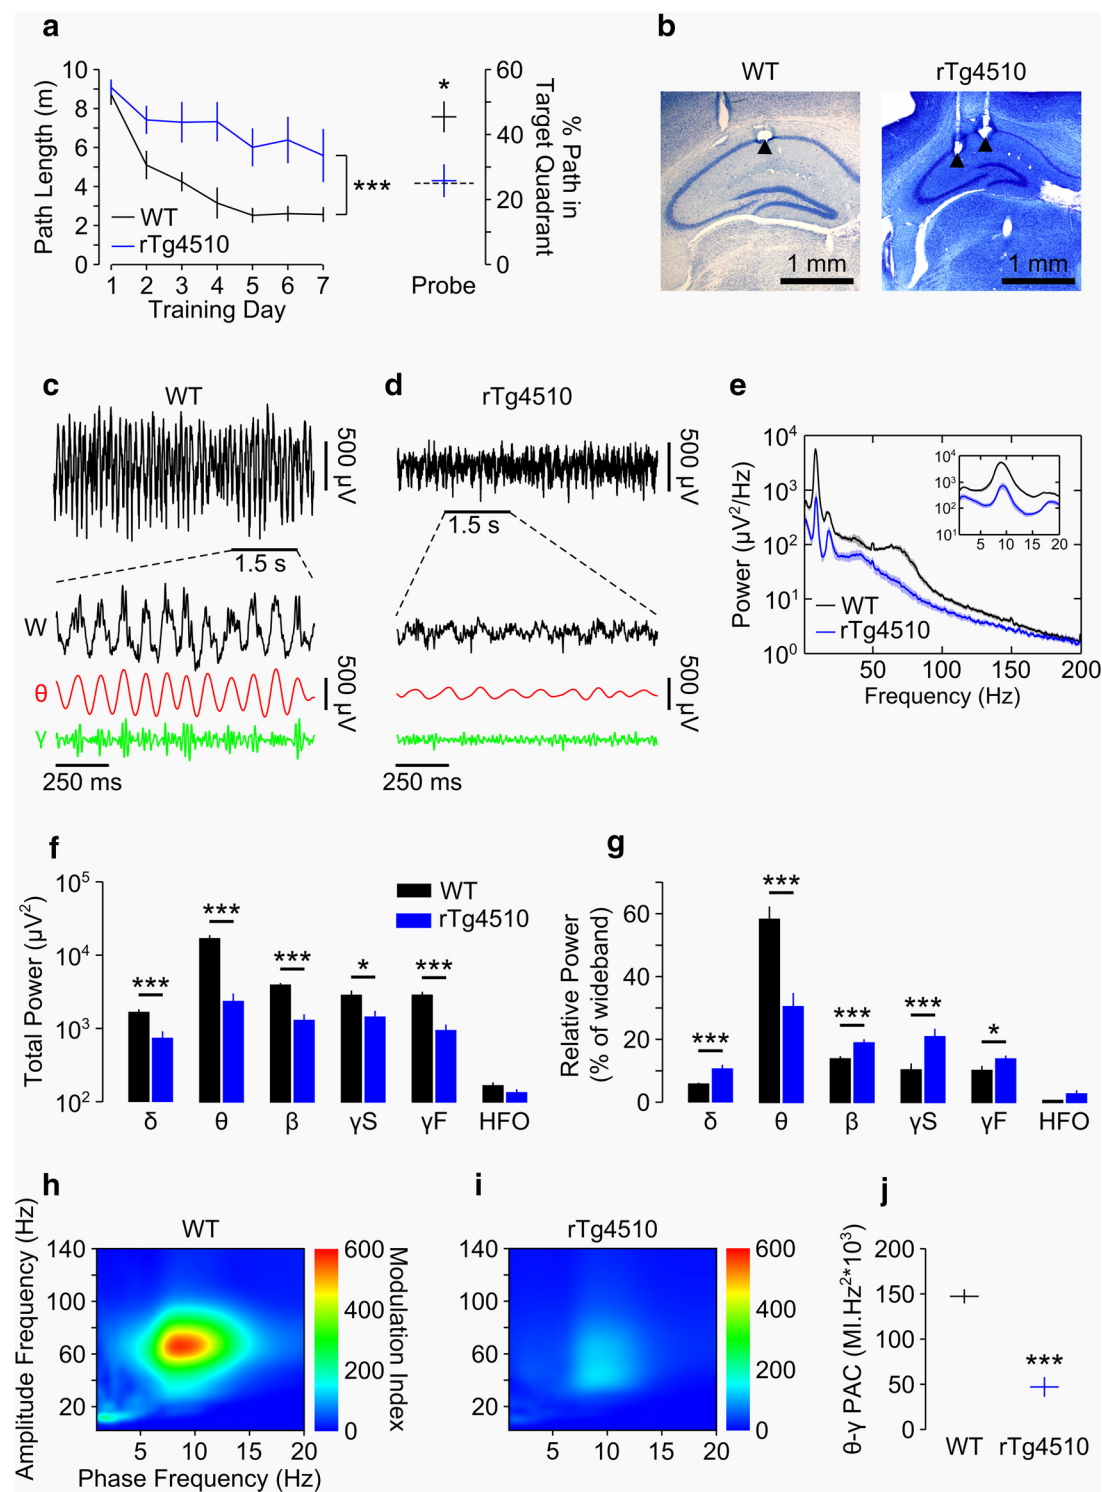 a
10
8
6
4
2
0
Path Length (m)
WT
rTg4510
1 2 3 4 5 6 7
Training Day
***
*
Probe
60
40
20
0
% Path in
Target Quadrant
b
WT
rTg4510
1 mm
1 mm
c
WT
500 µV
1.5 s
W
θ
γ
500 µV
250 ms
d
rTg4510
500 µV
1.5 s
500 µV
250 ms
e
10⁴
10³
10²
10¹
10⁰
Power (µV²/Hz)
WT
rTg4510
50 100 150 200
Frequency (Hz)
10⁴
10³
10²
10¹
5 10 15 20
f
10⁵
10⁴
10³
10²
Total Power (µV²)
WT
rTg4510
*** *** *** * ***
δ θ β γS γF HFO
g
60
40
20
0
Relative Power
(% of wideband)
*** *** *** *** *
δ θ β γS γF HFO
h
WT
140
100
60
20
Amplitude Frequency (Hz)
5 10 15 20
Phase Frequency (Hz)
600
400
200
0
Modulation Index
i
rTg4510
140
100
60
20
5 10 15 20
600
400
200
0
j
200
150
100
50
0
θ-γ PAC (MI.Hz²*10³)
***
WT rTg4510